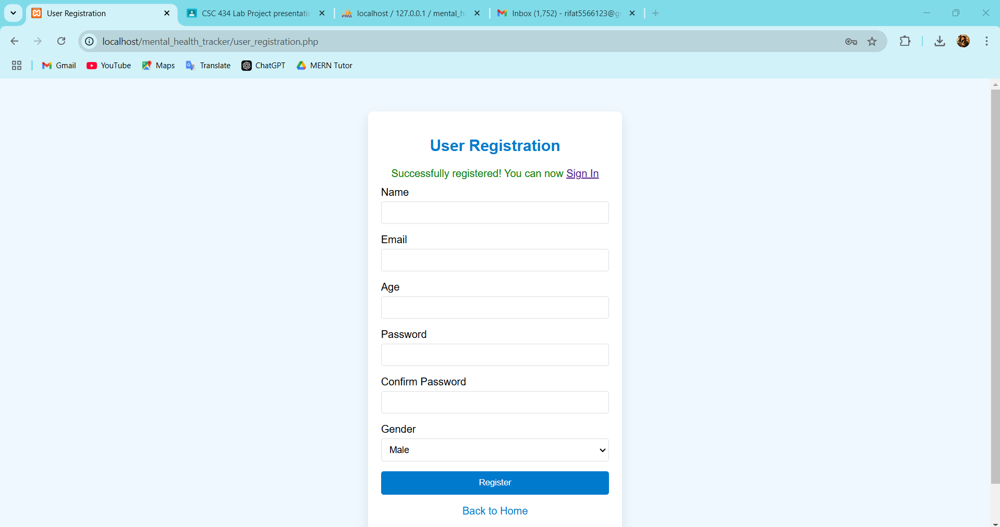 User Registration
CSC 434 Lab Project presentatio
localhost / 127.0.0.1 / mental_h
Inbox (1,752) - rifat5566123@g
localhost/mental_health_tracker/user_registration.php
Gmail
YouTube
Maps
Translate
ChatGPT
MERN Tutor
User Registration
Successfully registered! You can now Sign In
Name
Email
Age
Password
Confirm Password
Gender
Male
Register
Back to Home